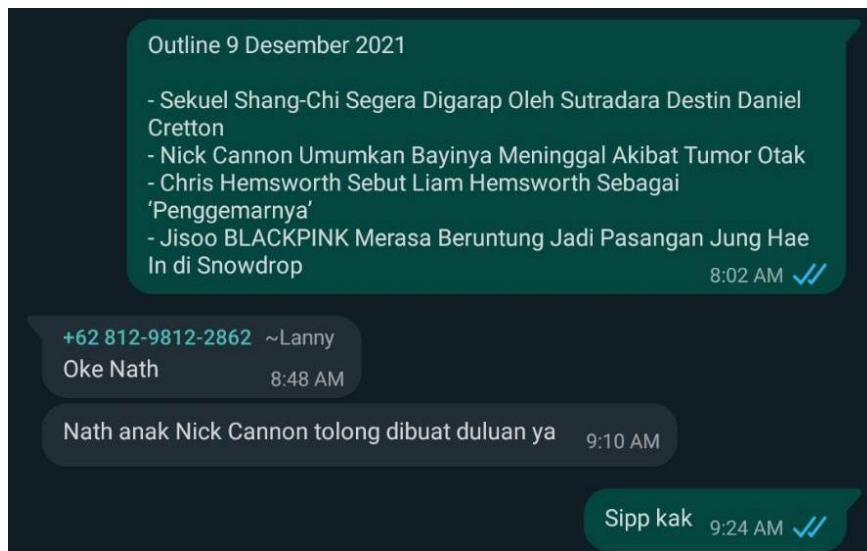 Outline 9 Desember 2021
- Sekuel Shang-Chi Segera Digarap Oleh Sutradara Destin Daniel
Cretton
- Nick Cannon Umumkan Bayinya Meninggal Akibat Tumor Otak
- Chris Hemsworth Sebut Liam Hemsworth Sebagai
‘Penggemarnya’
- Jisoo BLACKPINK Merasa Beruntung Jadi Pasangan Jung Hae
In di Snowdrop
8:02 AM
+62 812-9812-2862 ~Lanny
Oke Nath
8:48 AM
Nath anak Nick Cannon tolong dibuat duluan ya 9:10 AM
Sipp kak 9:24 AM